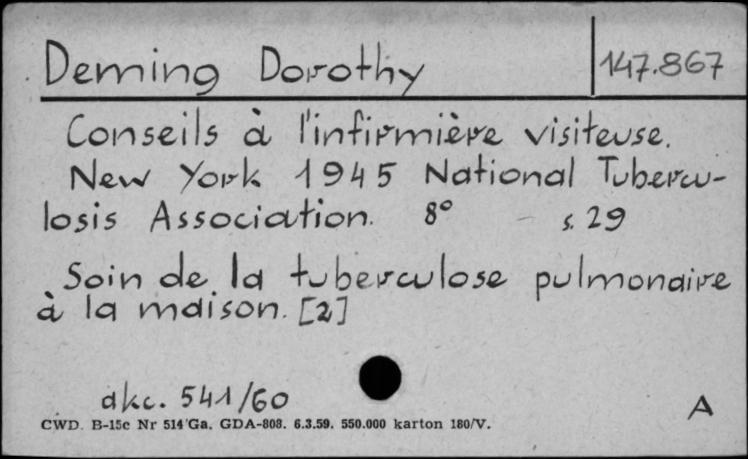 Deming Dorothy 147.867
Conseils à l'infirmière visiteuse.
New York 1945 National Tubercu-
losis Association. 8° - s. 29
Soin de la tuberculose pulmonaire
à la maison. [2]
akc. 541/60
A
CWD. B-15c Nr 514 Ga. GDA-808. 6.3.59. 550.000 karton 180/V.